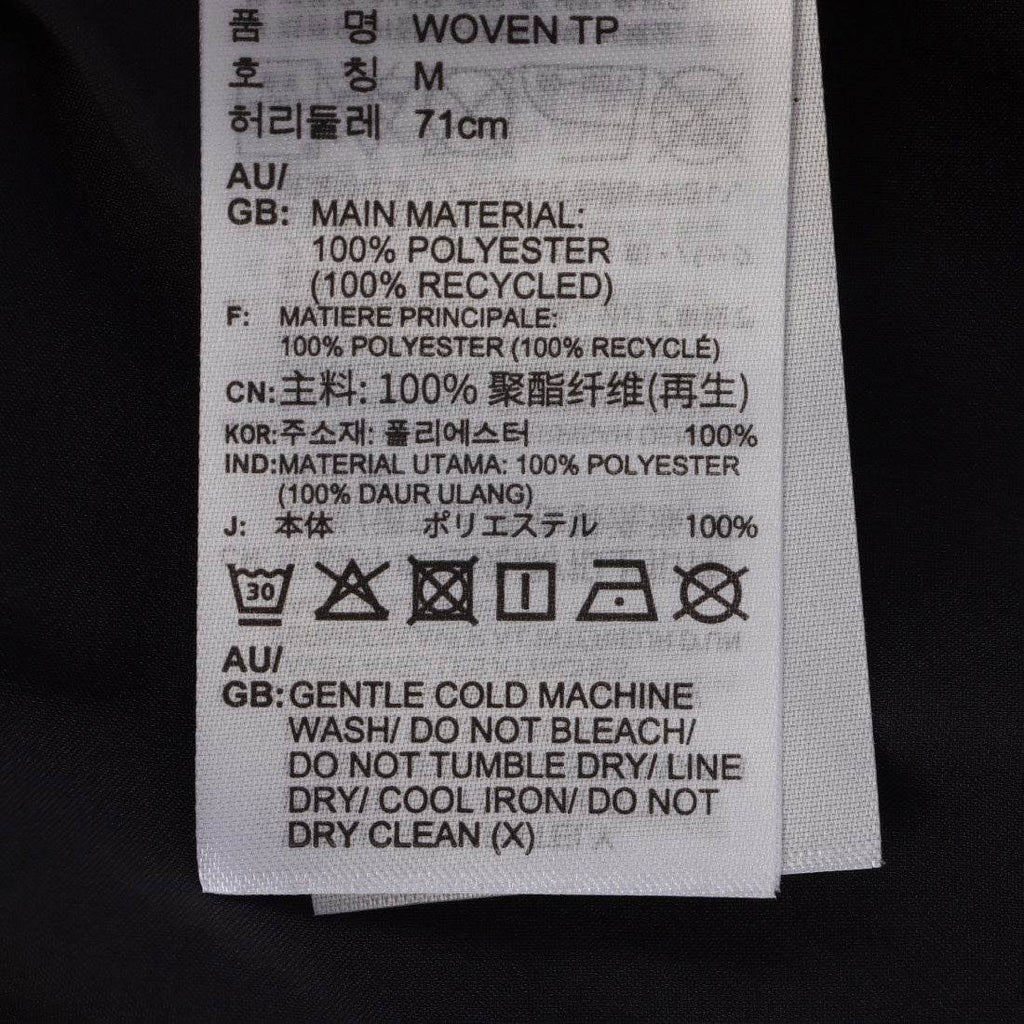 품 명 WOVEN TP
호 칭 M
허리둘레 71cm
AU/
GB: MAIN MATERIAL:
100% POLYESTER
(100% RECYCLED)
F: MATIERE PRINCIPALE:
100% POLYESTER (100% RECYCLÉ)
CN: 主料: 100% 聚酯纤维(再生)
KOR: 주소재: 폴리에스터 100%
IND: MATERIAL UTAMA: 100% POLYESTER
(100% DAUR ULANG)
J: 本体 ポリエステル 100%
30
AU/
GB: GENTLE COLD MACHINE
WASH/ DO NOT BLEACH/
DO NOT TUMBLE DRY/ LINE
DRY/ COOL IRON/ DO NOT
DRY CLEAN (X)